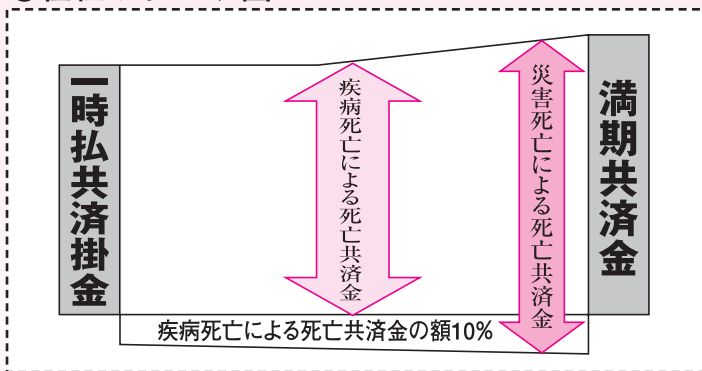 一時払共済掛金
疾病死亡による死亡共済金
災害死亡による死亡共済金
満期共済金
疾病死亡による死亡共済金の額10%